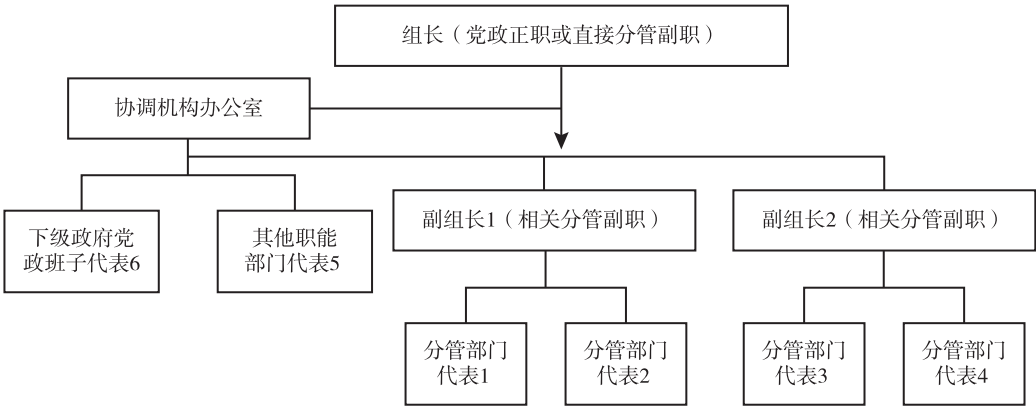 组长（党政正职或直接分管副职）
协调机构办公室
下级政府党
政班子代表6
其他职能
部门代表5
副组长1（相关分管副职）
副组长2（相关分管副职）
分管部门
代表1
分管部门
代表2
分管部门
代表3
分管部门
代表4